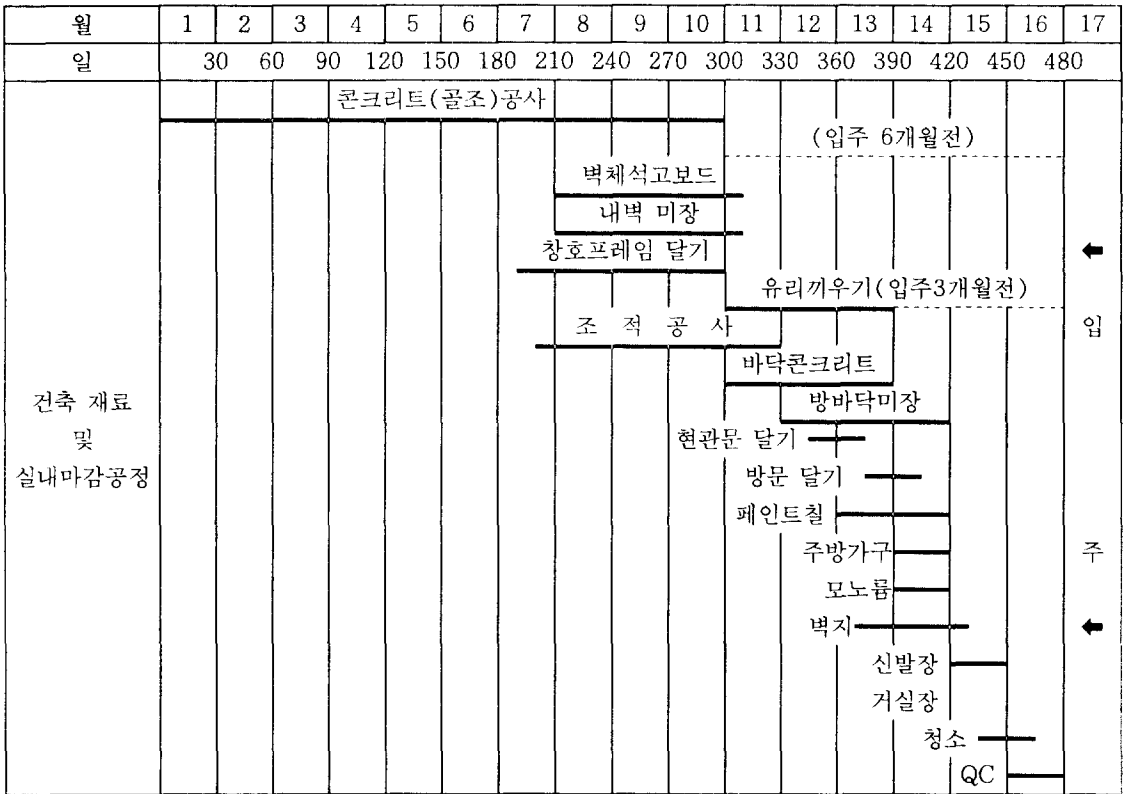 월 1 2 3 4 5 6 7 8 9 10 11 12 13 14 15 16 17
일 30 60 90 120 150 180 210 240 270 300 330 360 390 420 450 480
콘크리트(골조)공사
(입주 6개월전)
벽체석고보드
내벽 미장
창호프레임 달기
유리끼우기(입주3개월전)
조 적 공 사
입
바닥콘크리트
건축 재료
및
실내마감공정
방바닥미장
현관문 달기
방문 달기
페인트칠
주방가구
주
모노륨
벽지
신발장
거실장
청소
QC